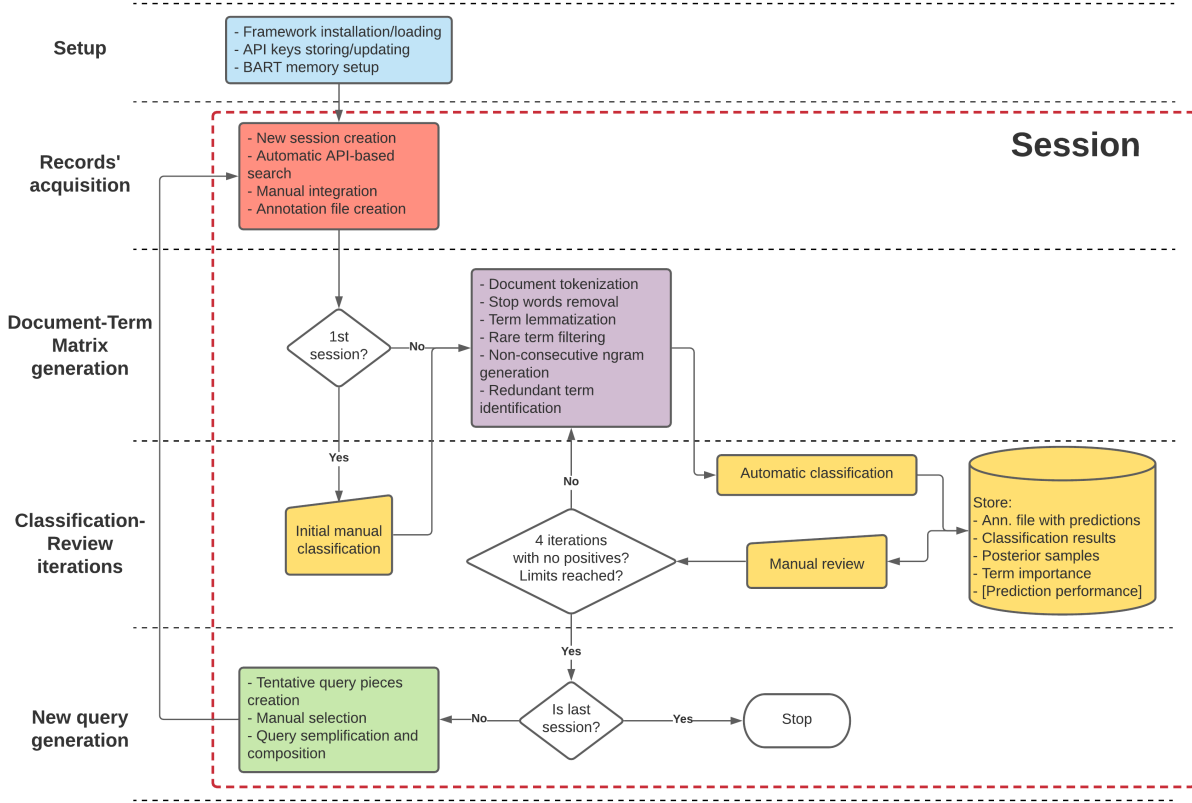 Setup
- Framework installation/loading
- API keys storing/updating
- BART memory setup
Session
Records'
acquisition
- New session creation
- Automatic API-based
search
- Manual integration
- Annotation file creation
Document-Term
Matrix
generation
1st
session?
No
Yes
- Document tokenization
- Stop words removal
- Term lemmatization
- Rare term filtering
- Non-consecutive ngram
generation
- Redundant term
identification
Classification-
Review
iterations
Initial manual
classification
No
4 iterations
with no positives?
Limits reached?
Automatic classification
Manual review
Store:
- Ann. file with predictions
- Classification results
- Posterior samples
- Term importance
- [Prediction performance]
Yes
New query
generation
- Tentative query pieces
creation
- Manual selection
- Query semplification and
composition
No
Is last
session?
Yes
Stop